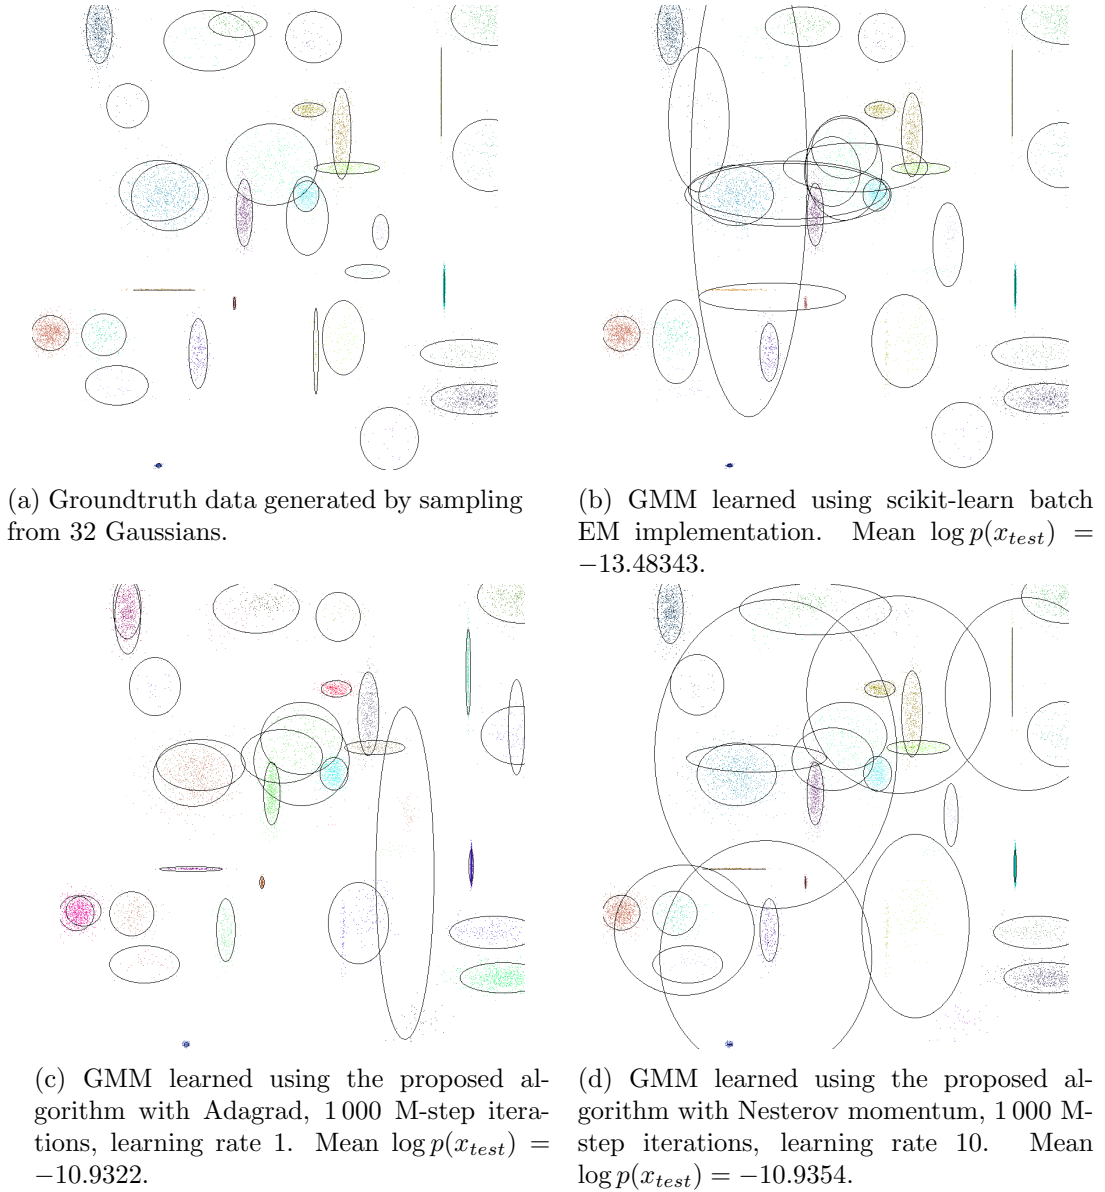 (a) Groundtruth data generated by sampling
from 32 Gaussians.
(b) GMM learned using scikit-learn batch
EM implementation. Mean log p(x_test) =
−13.48343.
(c) GMM learned using the proposed al-
gorithm with Adagrad, 1 000 M-step itera-
tions, learning rate 1. Mean log p(x_test) =
−10.9322.
(d) GMM learned using the proposed al-
gorithm with Nesterov momentum, 1 000 M-
step iterations, learning rate 10. Mean
log p(x_test) = −10.9354.